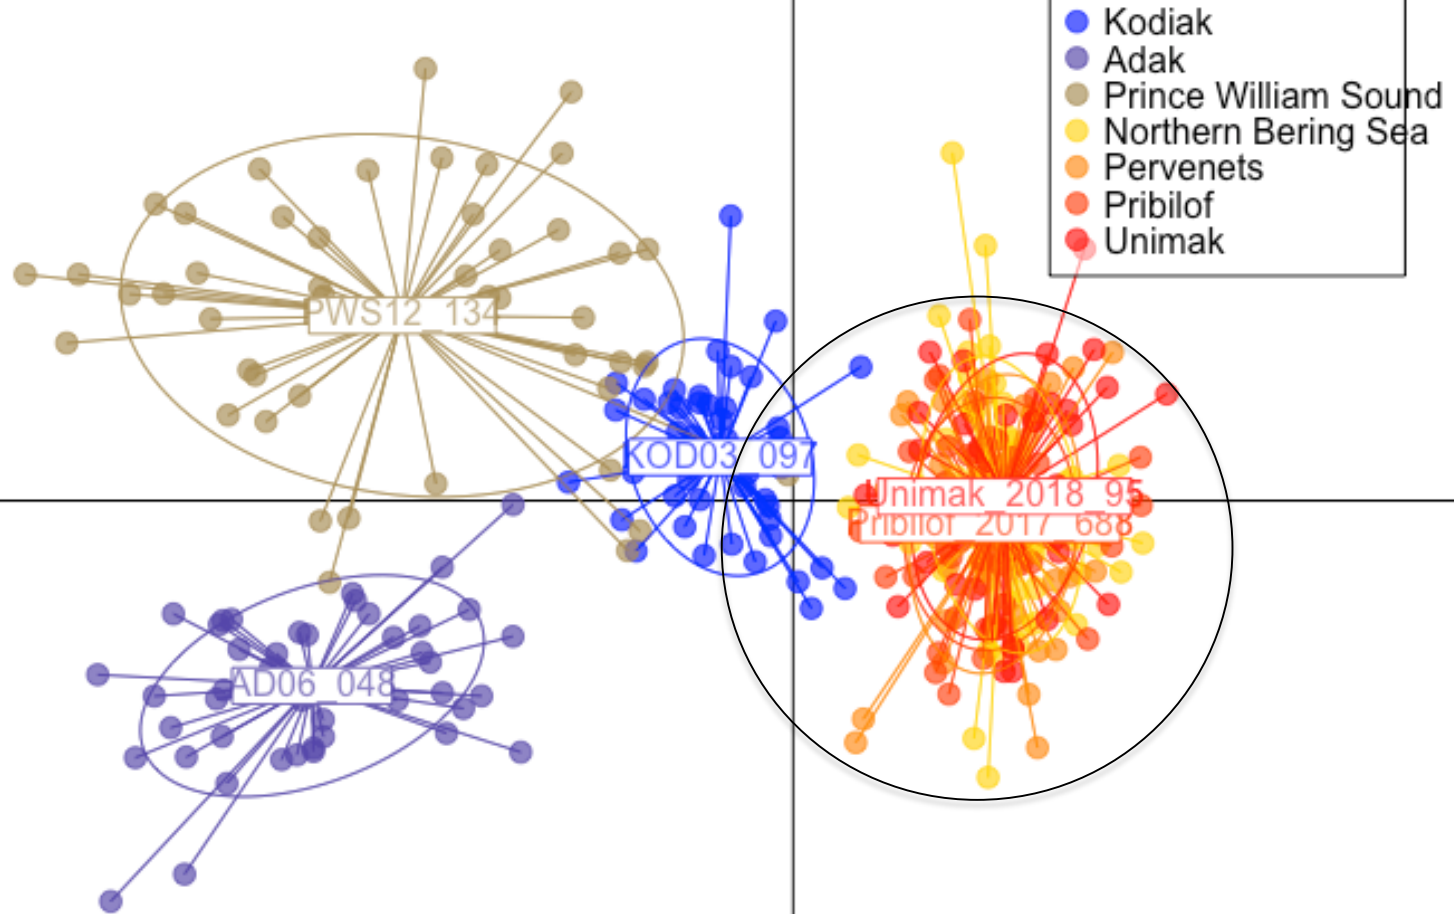 Kodiak
Adak
Prince William Sound
Northern Bering Sea
Pervenets
Pribilof
Unimak
PWS12_134
KOD03_097
Unimak_2018_95
Pribilof_2017_688
AD06_048